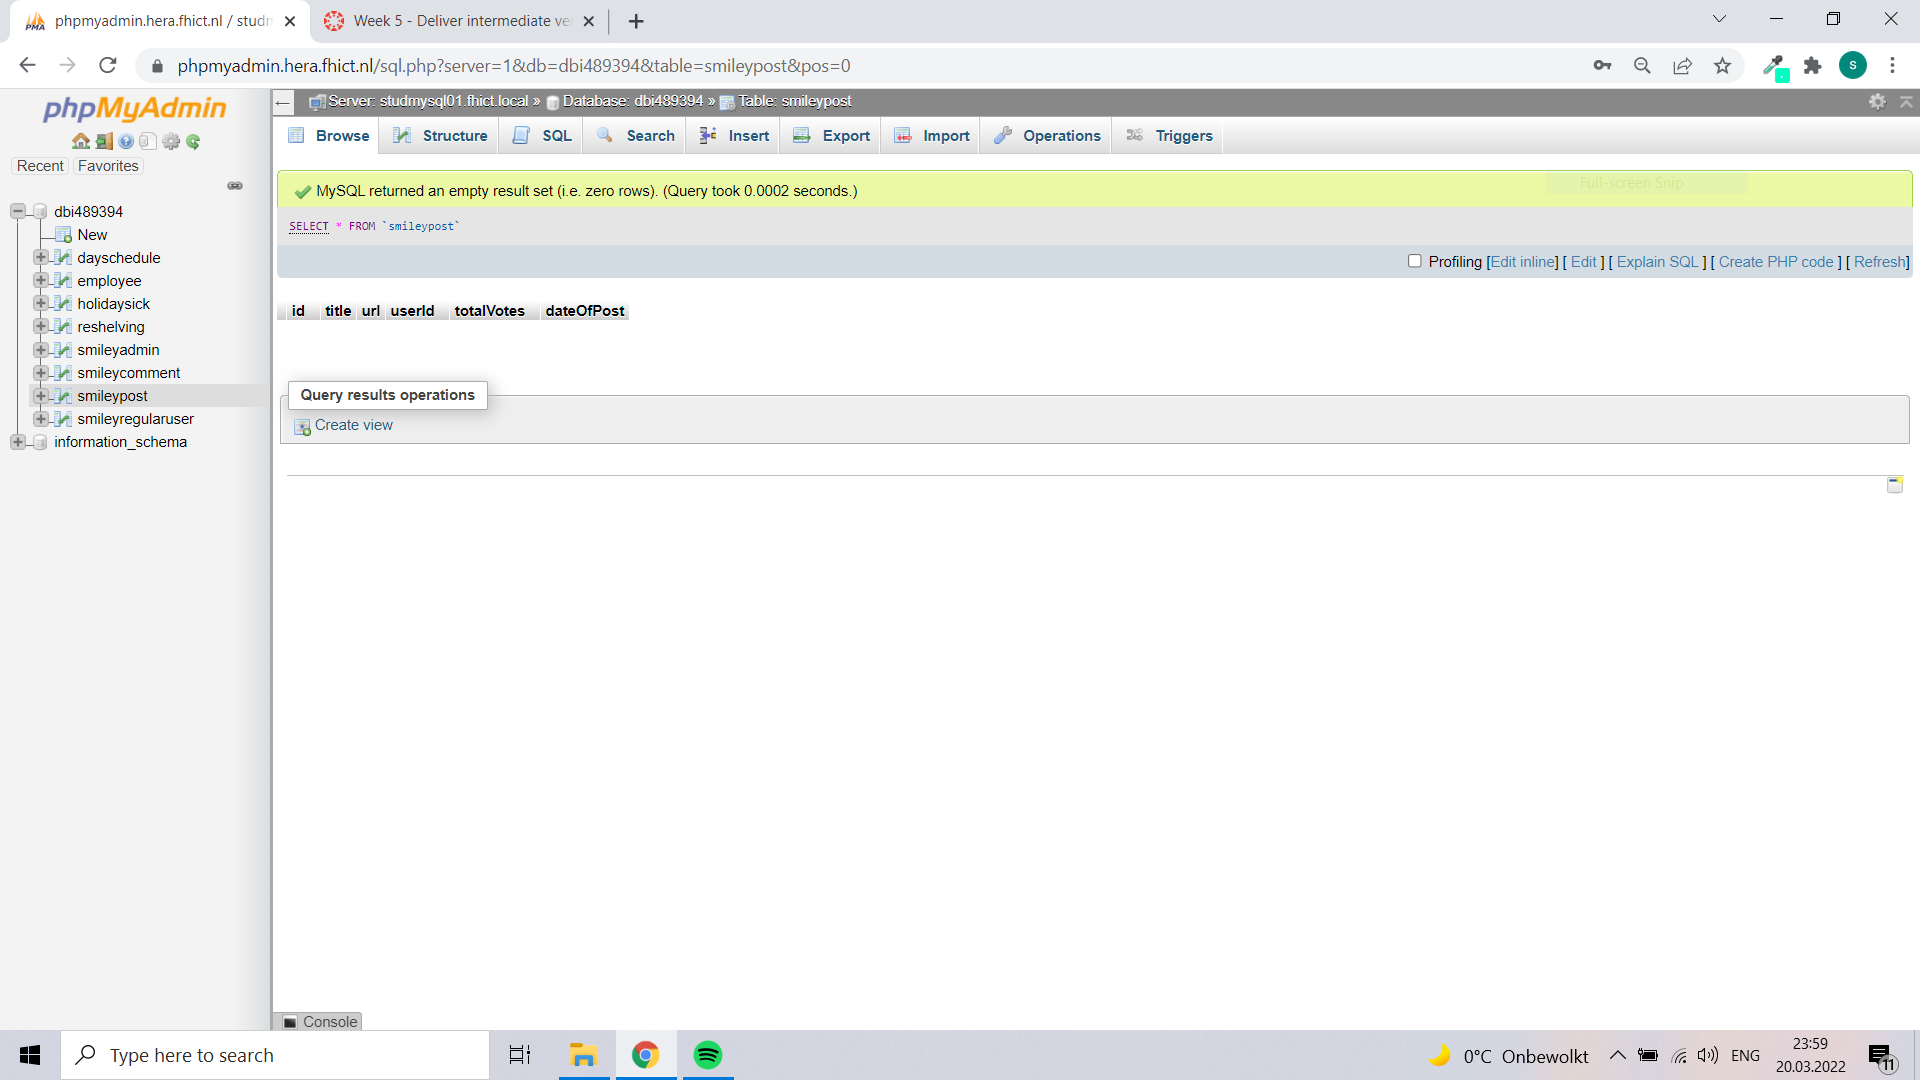 phpmyadmin.hera.fhict.nl / studm
Week 5 - Deliver intermediate ve
phpmyadmin.hera.fhict.nl/sql.php?server=1&db=dbi489394&table=smileypost&pos=0
S
phpMyAdmin
Recent
Favorites
dbi489394
New
dayschedule
employee
holidaysick
reshelving
smileyadmin
smileycomment
smileypost
smileyregularuser
information_schema
Server: studmysql01.fhict.local » Database: dbi489394 » Table: smileypost
Browse
Structure
SQL
Search
Insert
Export
Import
Operations
Triggers
MySQL returned an empty result set (i.e. zero rows). (Query took 0.0002 seconds.)
Full-screen Snip
SELECT * FROM `smileypost`
Profiling [Edit inline] [ Edit ] [ Explain SQL ] [ Create PHP code ] [ Refresh]
id title url userId totalVotes dateOfPost
Query results operations
Create view
Console
Type here to search
0°C Onbewolkt
ENG
23:59
20.03.2022
11